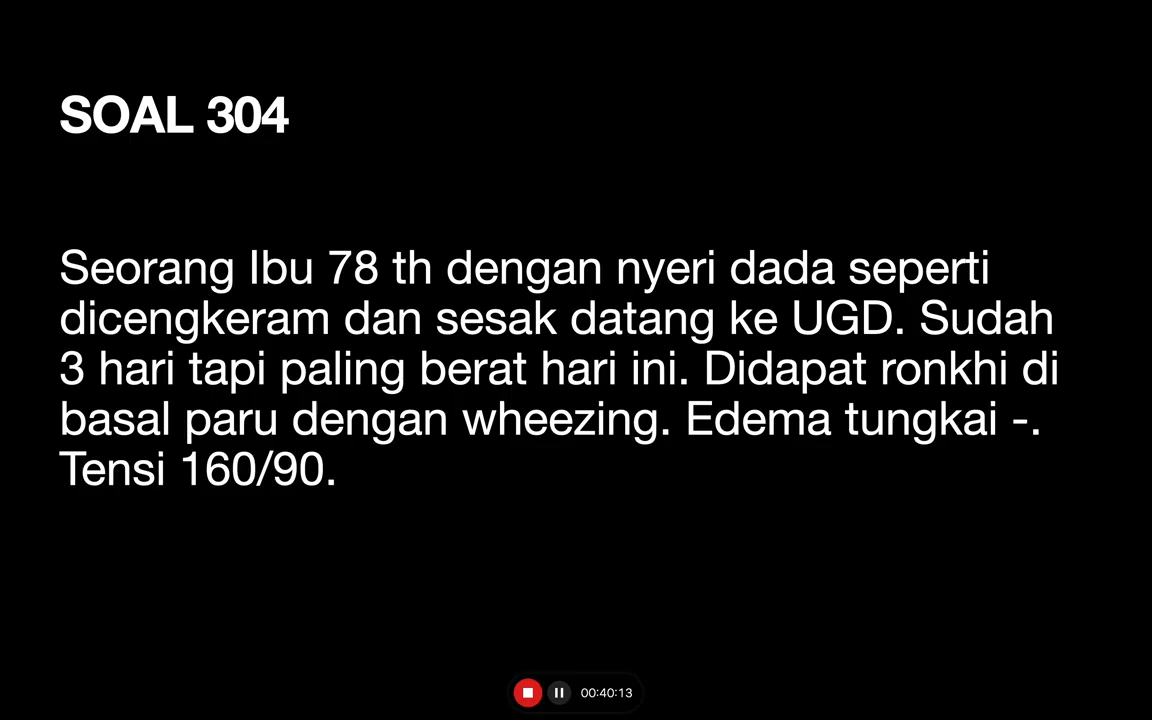 SOAL 304
Seorang Ibu 78 th dengan nyeri dada seperti
dicengkeram dan sesak datang ke UGD. Sudah
3 hari tapi paling berat hari ini. Didapat ronkhi di
basal paru dengan wheezing. Edema tungkai -.
Tensi 160/90.
00:40:13